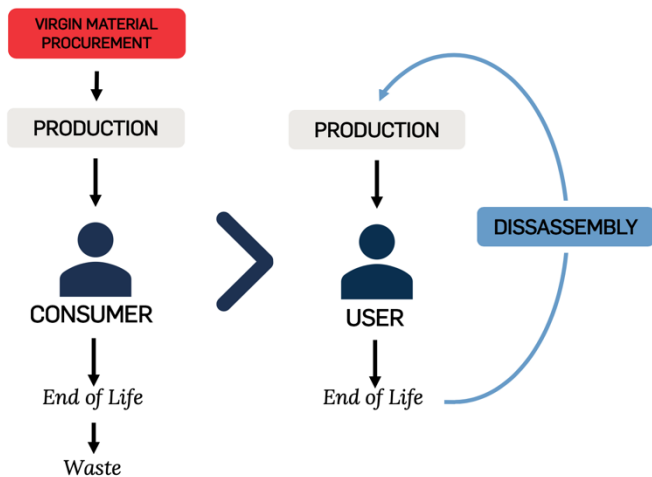 VIRGIN MATERIAL
PROCUREMENT
PRODUCTION
CONSUMER
End of Life
Waste
PRODUCTION
USER
End of Life
DISSASSEMBLY